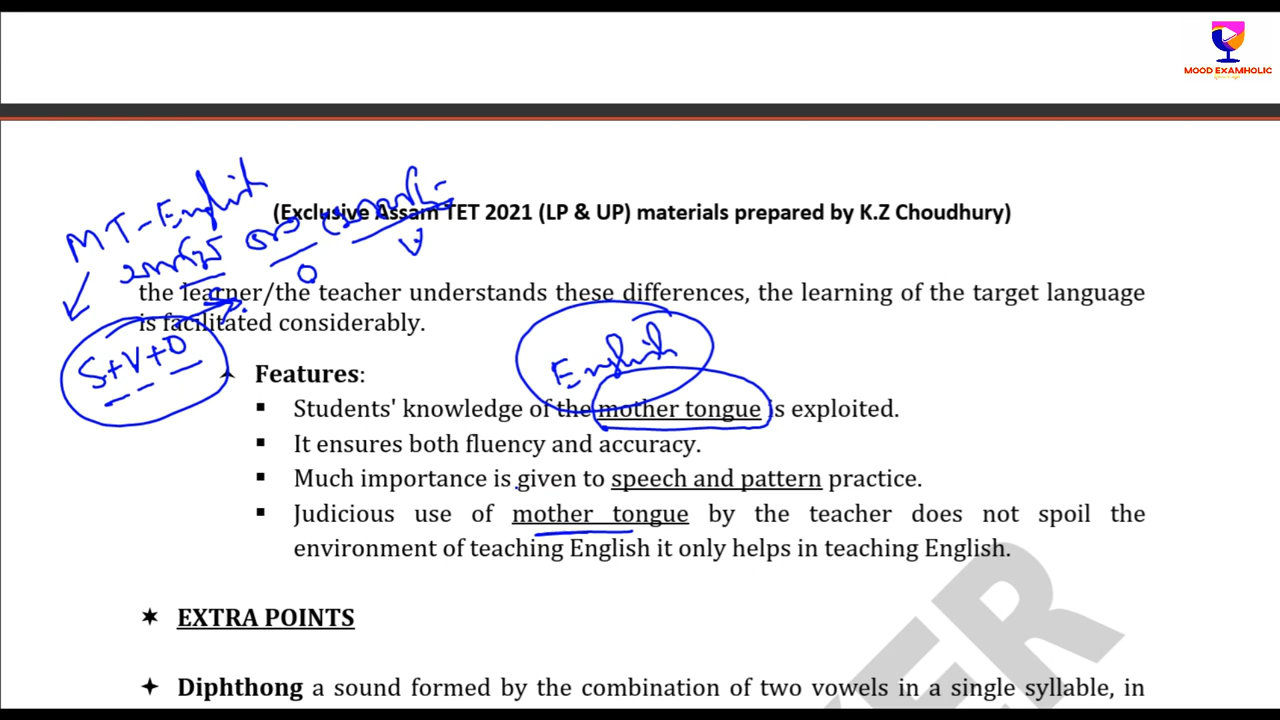 MOOD EXAMHOLIC
(Exclusive Assam TET 2021 (LP & UP) materials prepared by K.Z Choudhury)
MT-English
S
O
V
the learner/the teacher understands these differences, the learning of the target language
is facilitated considerably.
S+V+O
English
Features:
▪ Students' knowledge of the mother tongue is exploited.
▪ It ensures both fluency and accuracy.
▪ Much importance is given to speech and pattern practice.
▪ Judicious use of mother tongue by the teacher does not spoil the
environment of teaching English it only helps in teaching English.
EXTRA POINTS
Diphthong a sound formed by the combination of two vowels in a single syllable, in
ER